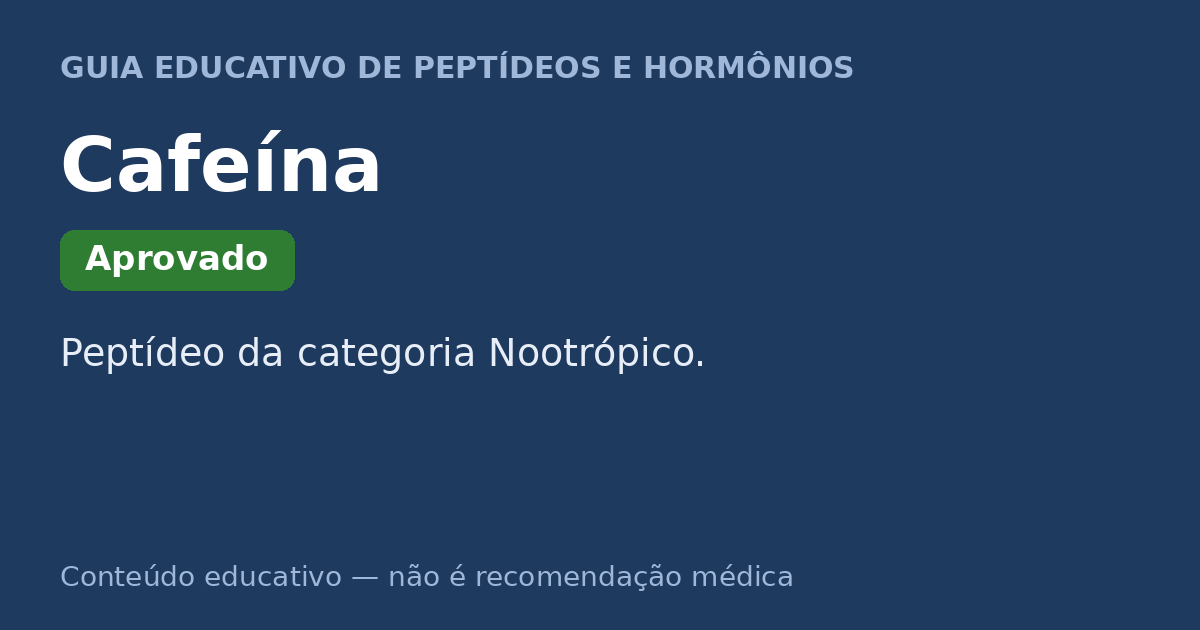 GUIA EDUCATIVO DE PEPTÍDEOS E HORMÔNIOS
Cafeína
Aprovado
Peptídeo da categoria Nootrópico.
Conteúdo educativo — não é recomendação médica